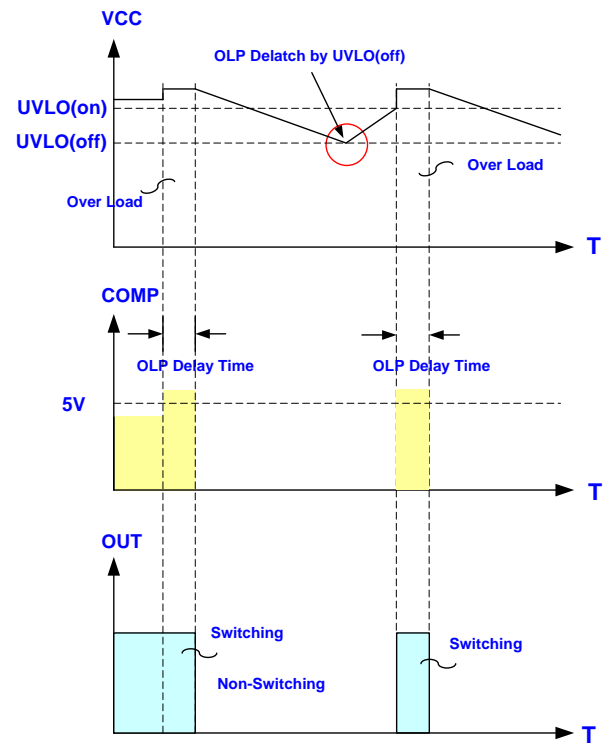 VCC
OLP Delatch by UVLO(off)
UVLO(on)
UVLO(off)
Over Load
Over Load
T
COMP
OLP Delay Time
OLP Delay Time
5V
T
OUT
Switching
Switching
Non-Switching
T